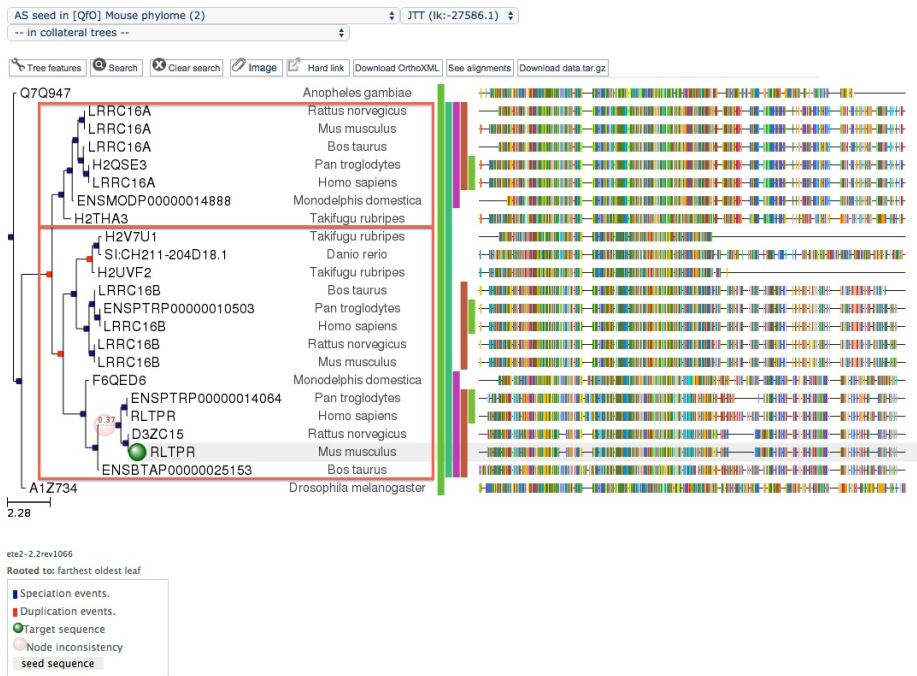 AS seed in [QfO] Mouse phylome (2) JTT (lk:-27586.1)
-- in collateral trees --
Tree features Search Clear search Image Hard link Download OrthoXML See alignments Download data.tar.gz
Q7Q947 Anopheles gambiae
LRRC16A Rattus norvegicus
LRRC16A Mus musculus
LRRC16A Bos taurus
H2QSE3 Pan troglodytes
LRRC16A Homo sapiens
ENSMODP00000014888 Monodelphis domestica
H2THA3 Takifugu rubripes
H2V7U1 Takifugu rubripes
SI:CH211-204D18.1 Danio rerio
H2UVF2 Takifugu rubripes
LRRC16B Bos taurus
ENSPTRP00000010503 Pan troglodytes
LRRC16B Homo sapiens
LRRC16B Rattus norvegicus
LRRC16B Mus musculus
F6QED6 Monodelphis domestica
ENSPTRP00000014064 Pan troglodytes
0.37 RLTPR Homo sapiens
D3ZC15 Rattus norvegicus
RLTPR Mus musculus
ENSBTAP00000025153 Bos taurus
A1Z734 Drosophila melanogaster
2.28
ete2-2.2rev1066
Rooted to: farthest oldest leaf
Speciation events.
Duplication events.
Target sequence
Node inconsistency
seed sequence